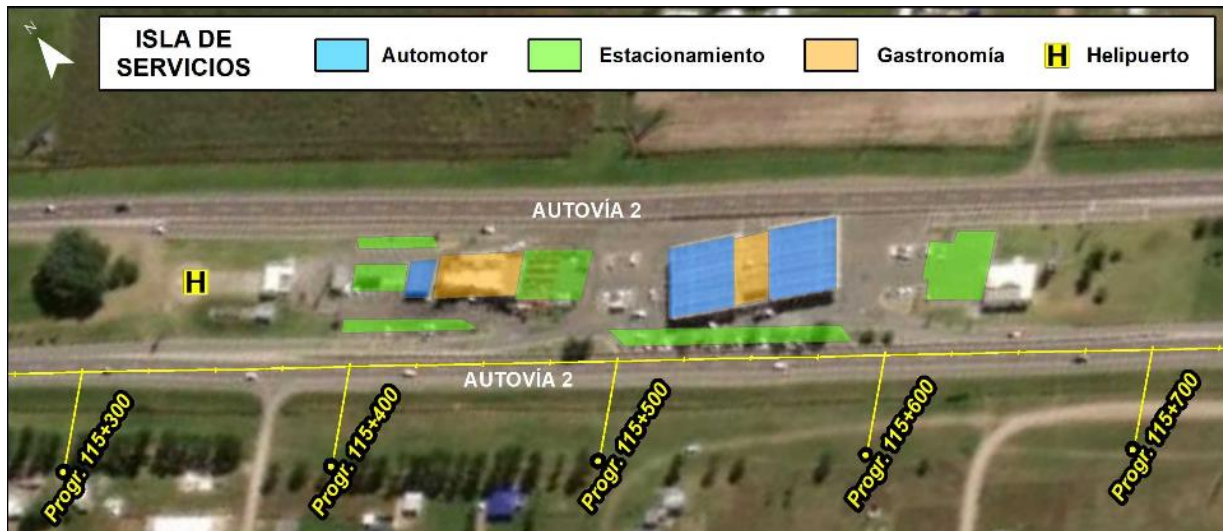 N
ISLA DE
SERVICIOS
Automotor
Estacionamiento
Gastronomía
H Helipuerto
AUTOVÍA 2
H
AUTOVÍA 2
Progr. 115+300
Progr. 115+400
Progr. 115+500
Progr. 115+600
Progr. 115+700